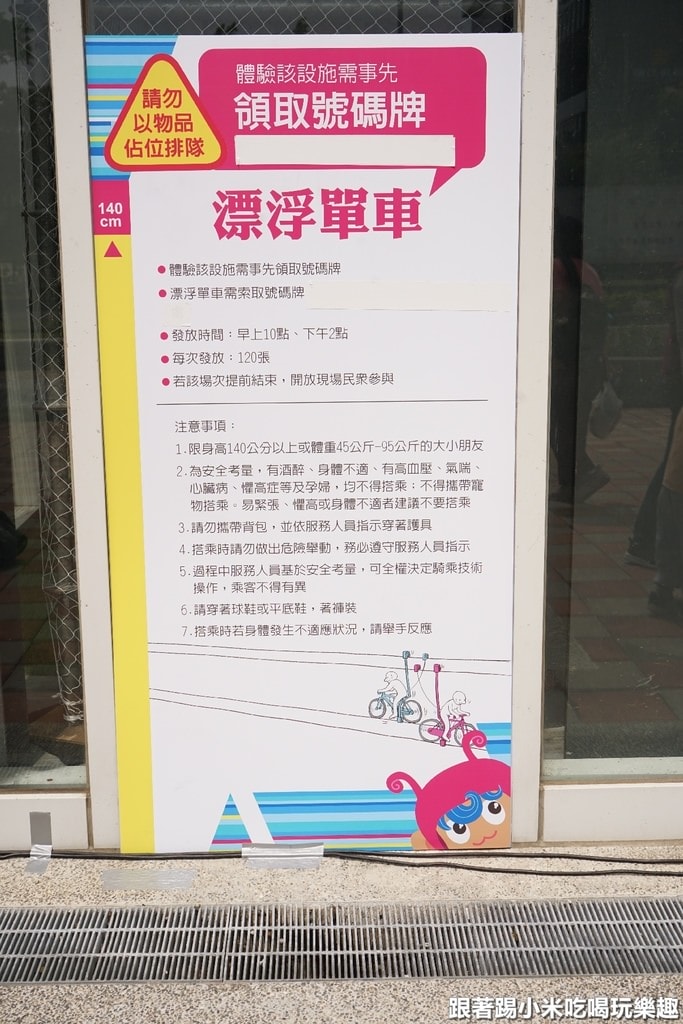 請勿
以物品
佔位排隊
體驗該設施需事先
領取號碼牌
140
cm
漂浮單車
●體驗該設施需事先領取號碼牌
●漂浮單車需索取號碼牌
●發放時間：早上10點、下午2點
●每次發放：120張
●若該場次提前結束，開放現場民眾參與
注意事項：
1.限身高140公分以上或體重45公斤-95公斤的大小朋友
2.為安全考量，有酒醉、身體不適、有高血壓、氣喘、
心臟病、懼高症等及孕婦，均不得搭乘；不得攜帶寵
物搭乘。易緊張、懼高或身體不適者建議不要搭乘
3.請勿攜帶背包，並依服務人員指示穿著護具
4.搭乘時請勿做出危險舉動，務必遵守服務人員指示
5.過程中服務人員基於安全考量，可全權決定騎乘技術
操作，乘客不得有異
6.請穿著球鞋或平底鞋，著褲裝
7.搭乘時若身體發生不適應狀況，請舉手反應
跟著踢小米吃喝玩樂趣